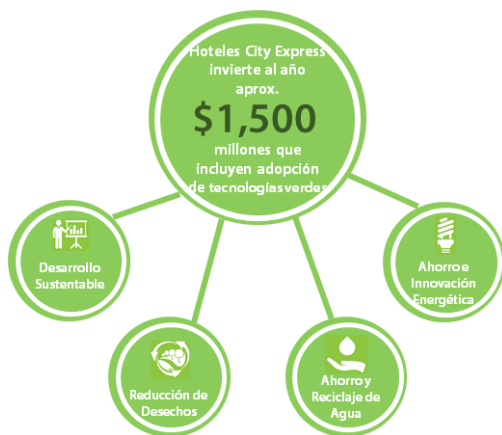 Hoteles City Express
invierte al año
aprox.
$1,500
millones que
incluyen adopción
de tecnologías verdes
Desarrollo
Sustentable
Ahorro e
Innovación
Energética
Reducción de
Desechos
Ahorro y
Reciclaje de
Agua